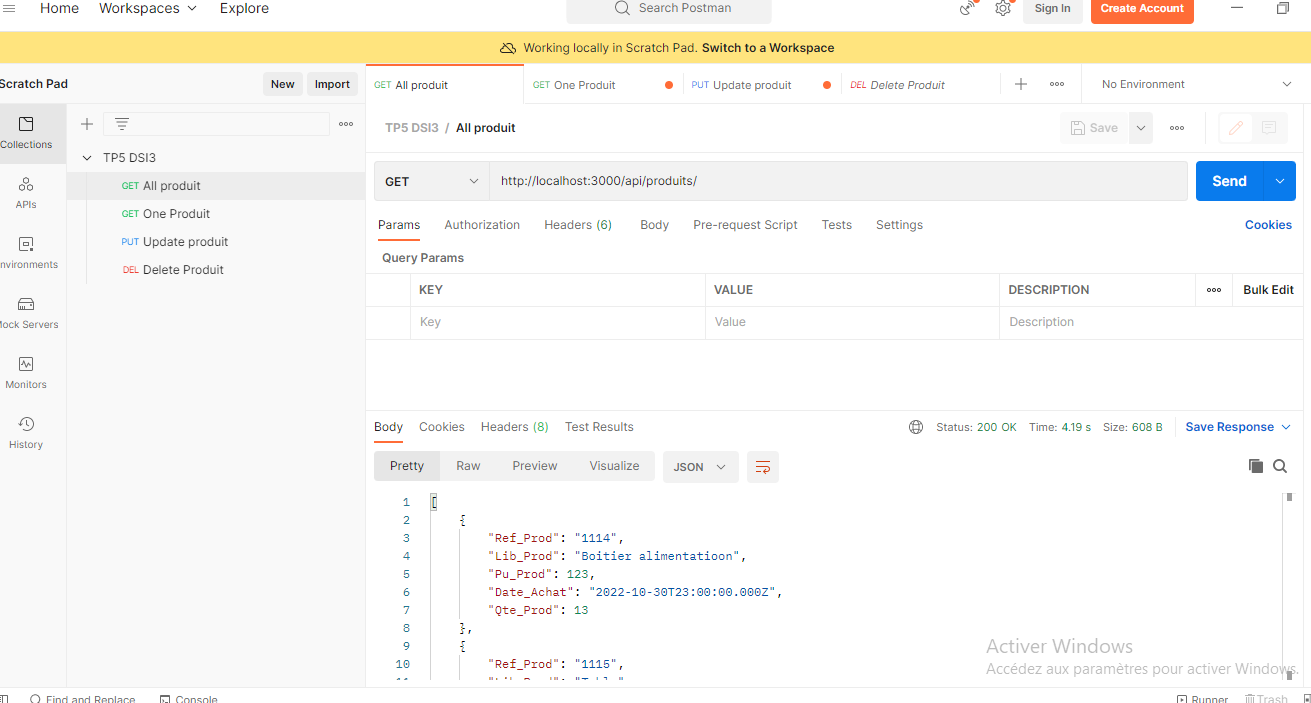 Home Workspaces Explore Search Postman Sign In Create Account
Working locally in Scratch Pad. Switch to a Workspace
Scratch Pad New Import GET All produit GET One Produit PUT Update produit DEL Delete Produit No Environment
TP5 DSI3 / All produit Save
Collections
TP5 DSI3
GET All produit
GET One Produit
PUT Update produit
DEL Delete Produit
APIs
nvironments
Mock Servers
Monitors
History
GET http://localhost:3000/api/produits/ Send
Params Authorization Headers (6) Body Pre-request Script Tests Settings Cookies
Query Params
KEY VALUE DESCRIPTION Bulk Edit
Key Value Description
Body Cookies Headers (8) Test Results Status: 200 OK Time: 4.19 s Size: 608 B Save Response
Pretty Raw Preview Visualize JSON
1 [
2 {
3 "Ref_Prod": "1114",
4 "Lib_Prod": "Boitier alimentatioon",
5 "Pu_Prod": 123,
6 "Date_Achat": "2022-10-30T23:00:00.000Z",
7 "Qte_Prod": 13
8 },
9 {
10 "Ref_Prod": "1115",
11 "Lib_Prod": "Table"
Activer Windows
Accédez aux paramètres pour activer Windows.
Find and Replace Console Runner Trash